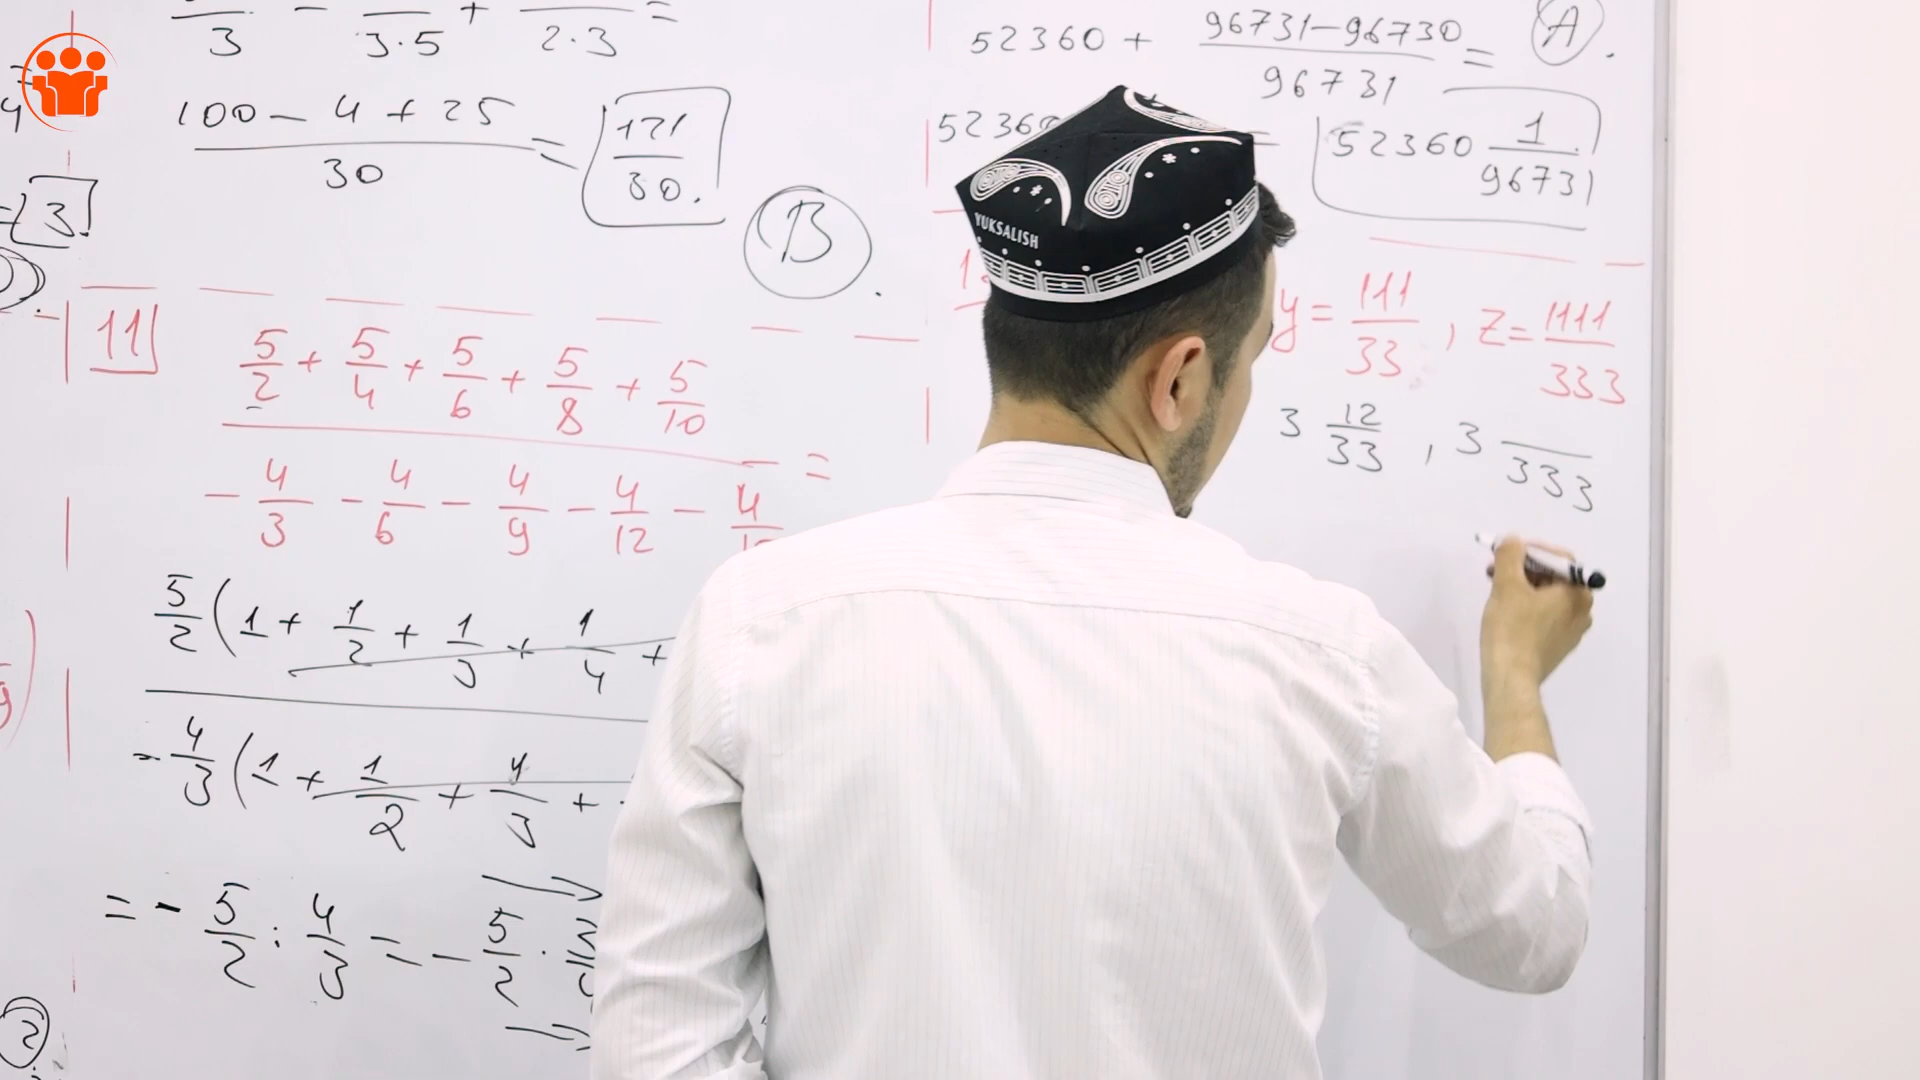 3 − 3·5 + 2·3 =
100 − 4 + 25 / 30 = 121/30.
3.
B.
11
5/2 + 5/4 + 5/6 + 5/8 + 5/10
− 4/3 − 4/6 − 4/9 − 4/12 − 4/ =
5/2 (1 + 1/2 + 1/3 + 1/4 +
− 4/3 (1 + 1/2 + 1/3 +
= − 5/2 : 4/3 = − 5/2 ·
2
52360 + 96731−96730 / 96731 =
A.
52360 = 52360 1/96731
YUKSALISH
y = 111/33 , z = 1111/333
3 12/33 , 3 /333